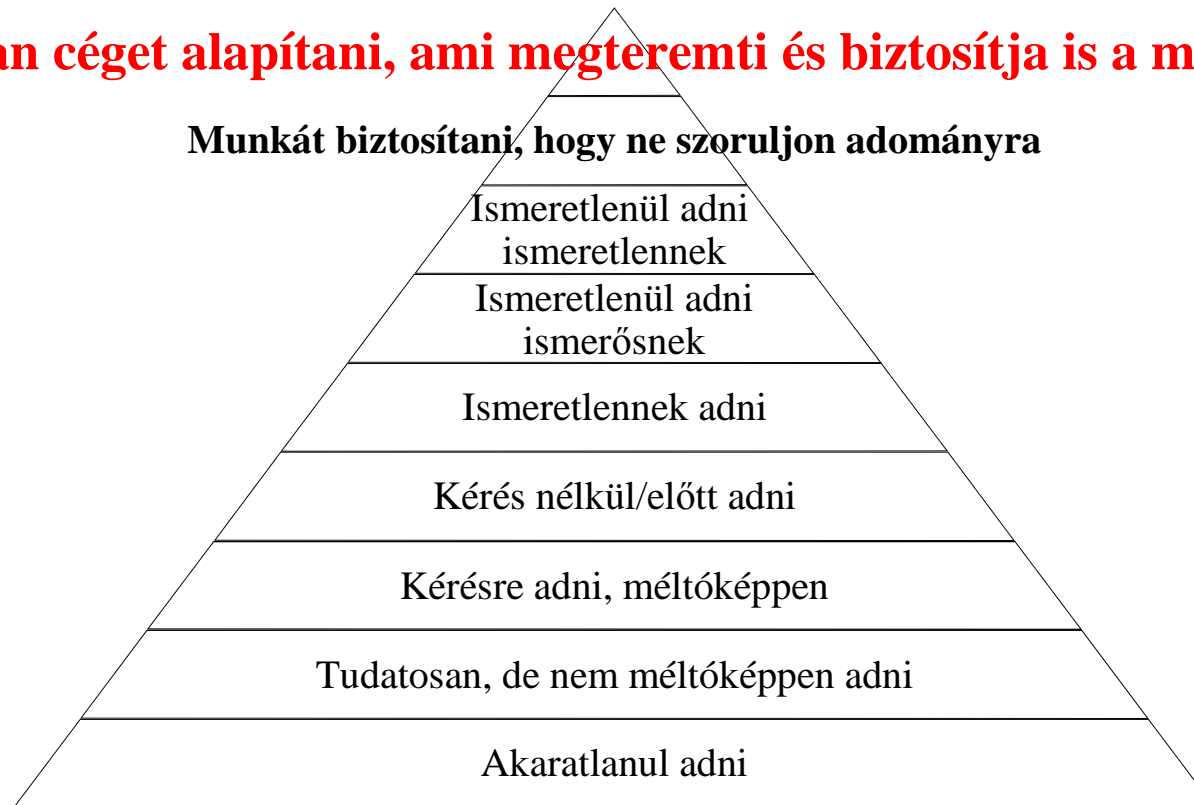 céget alapítani, ami megteremti és biztosítja is a
Munkát biztosítani, hogy ne szoruljon adományra
Ismeretlenül adni
ismeretlennek
Ismeretlenül adni
ismerősnek
Ismeretlennek adni
Kérés nélkül/előtt adni
Kérésre adni, méltóképpen
Tudatosan, de nem méltóképpen adni
Akaratlanul adni